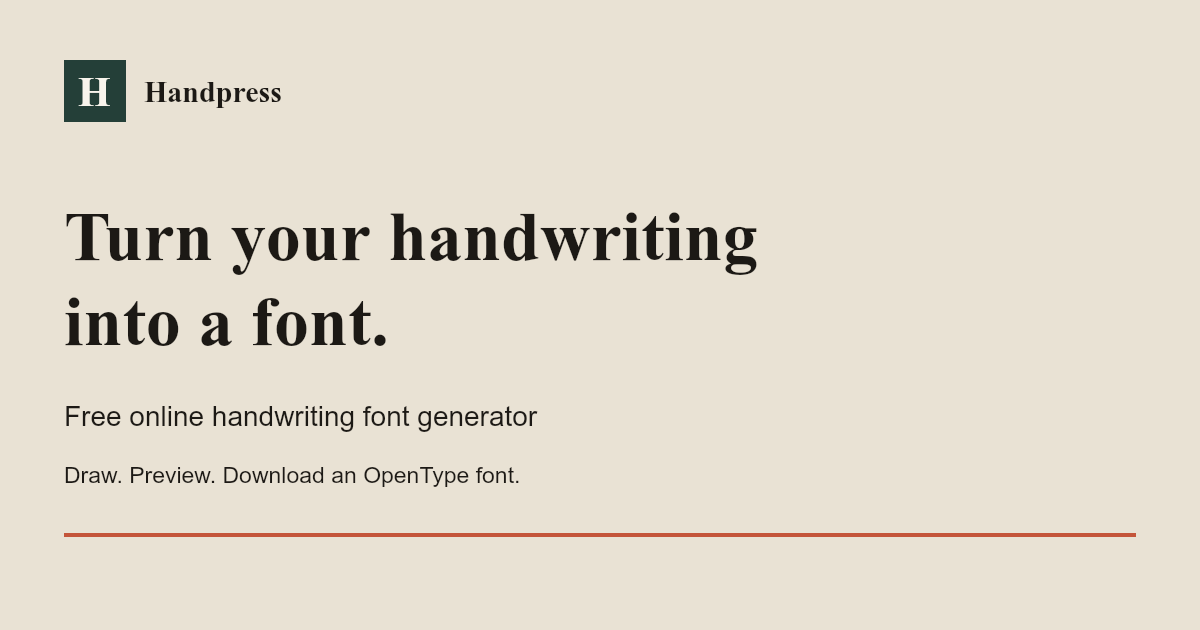 H
Handpress
Turn your handwriting
into a font.
Free online handwriting font generator
Draw. Preview. Download an OpenType font.